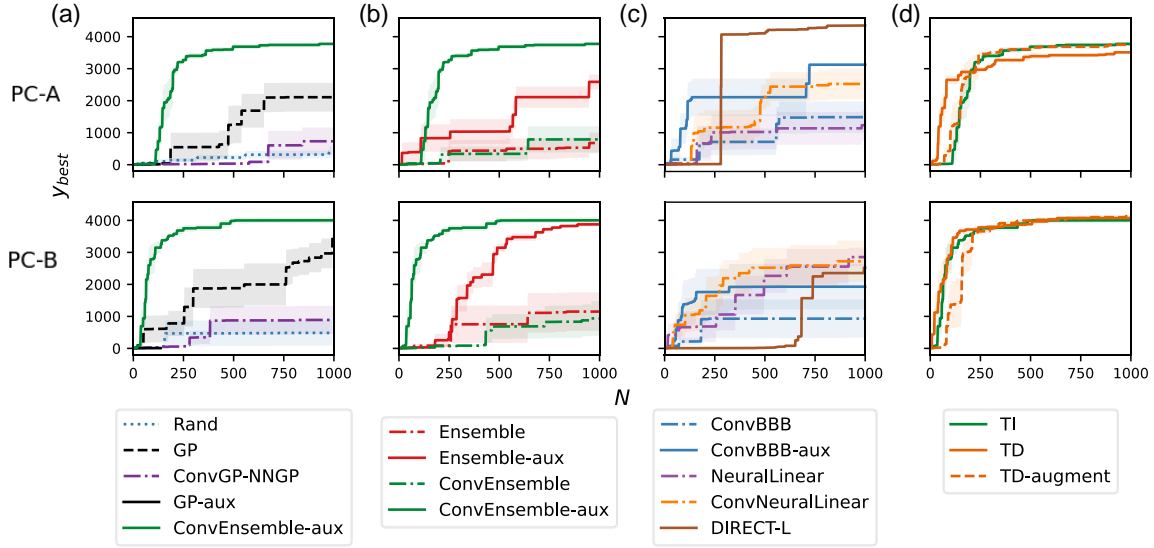 (a) (b) (c) (d)
PC-A
4000
3000
2000
1000
0
y_best
PC-B
4000
3000
2000
1000
0
0 250 500 750 1000 0 250 500 750 1000 0 250 500 750 1000 0 250 500 750 1000
N
Rand
GP
ConvGP-NNGP
GP-aux
ConvEnsemble-aux
Ensemble
Ensemble-aux
ConvEnsemble
ConvEnsemble-aux
ConvBBB
ConvBBB-aux
NeuralLinear
ConvNeuralLinear
DIRECT-L
TI
TD
TD-augment